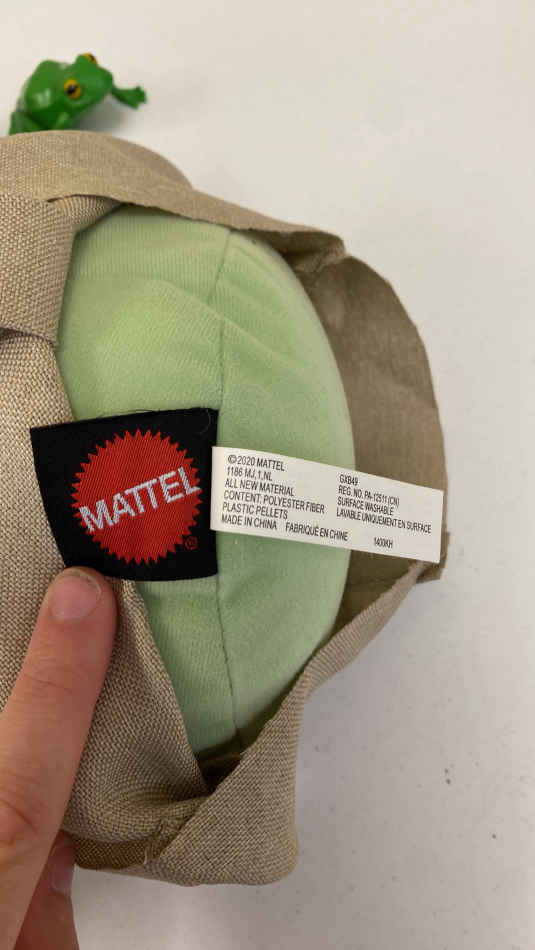 MATTEL
®
©2020 MATTEL
1186 MJ,1,NL
ALL NEW MATERIAL
CONTENT: POLYESTER FIBER
PLASTIC PELLETS
MADE IN CHINA FABRIQUÉ EN CHINE
GXB49
REG. NO. PA-12511 (CN)
SURFACE WASHABLE
LAVABLE UNIQUEMENT EN SURFACE
1400KH